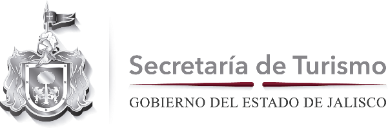 Secretaría de Turismo
GOBIERNO DEL ESTADO DE JALISCO